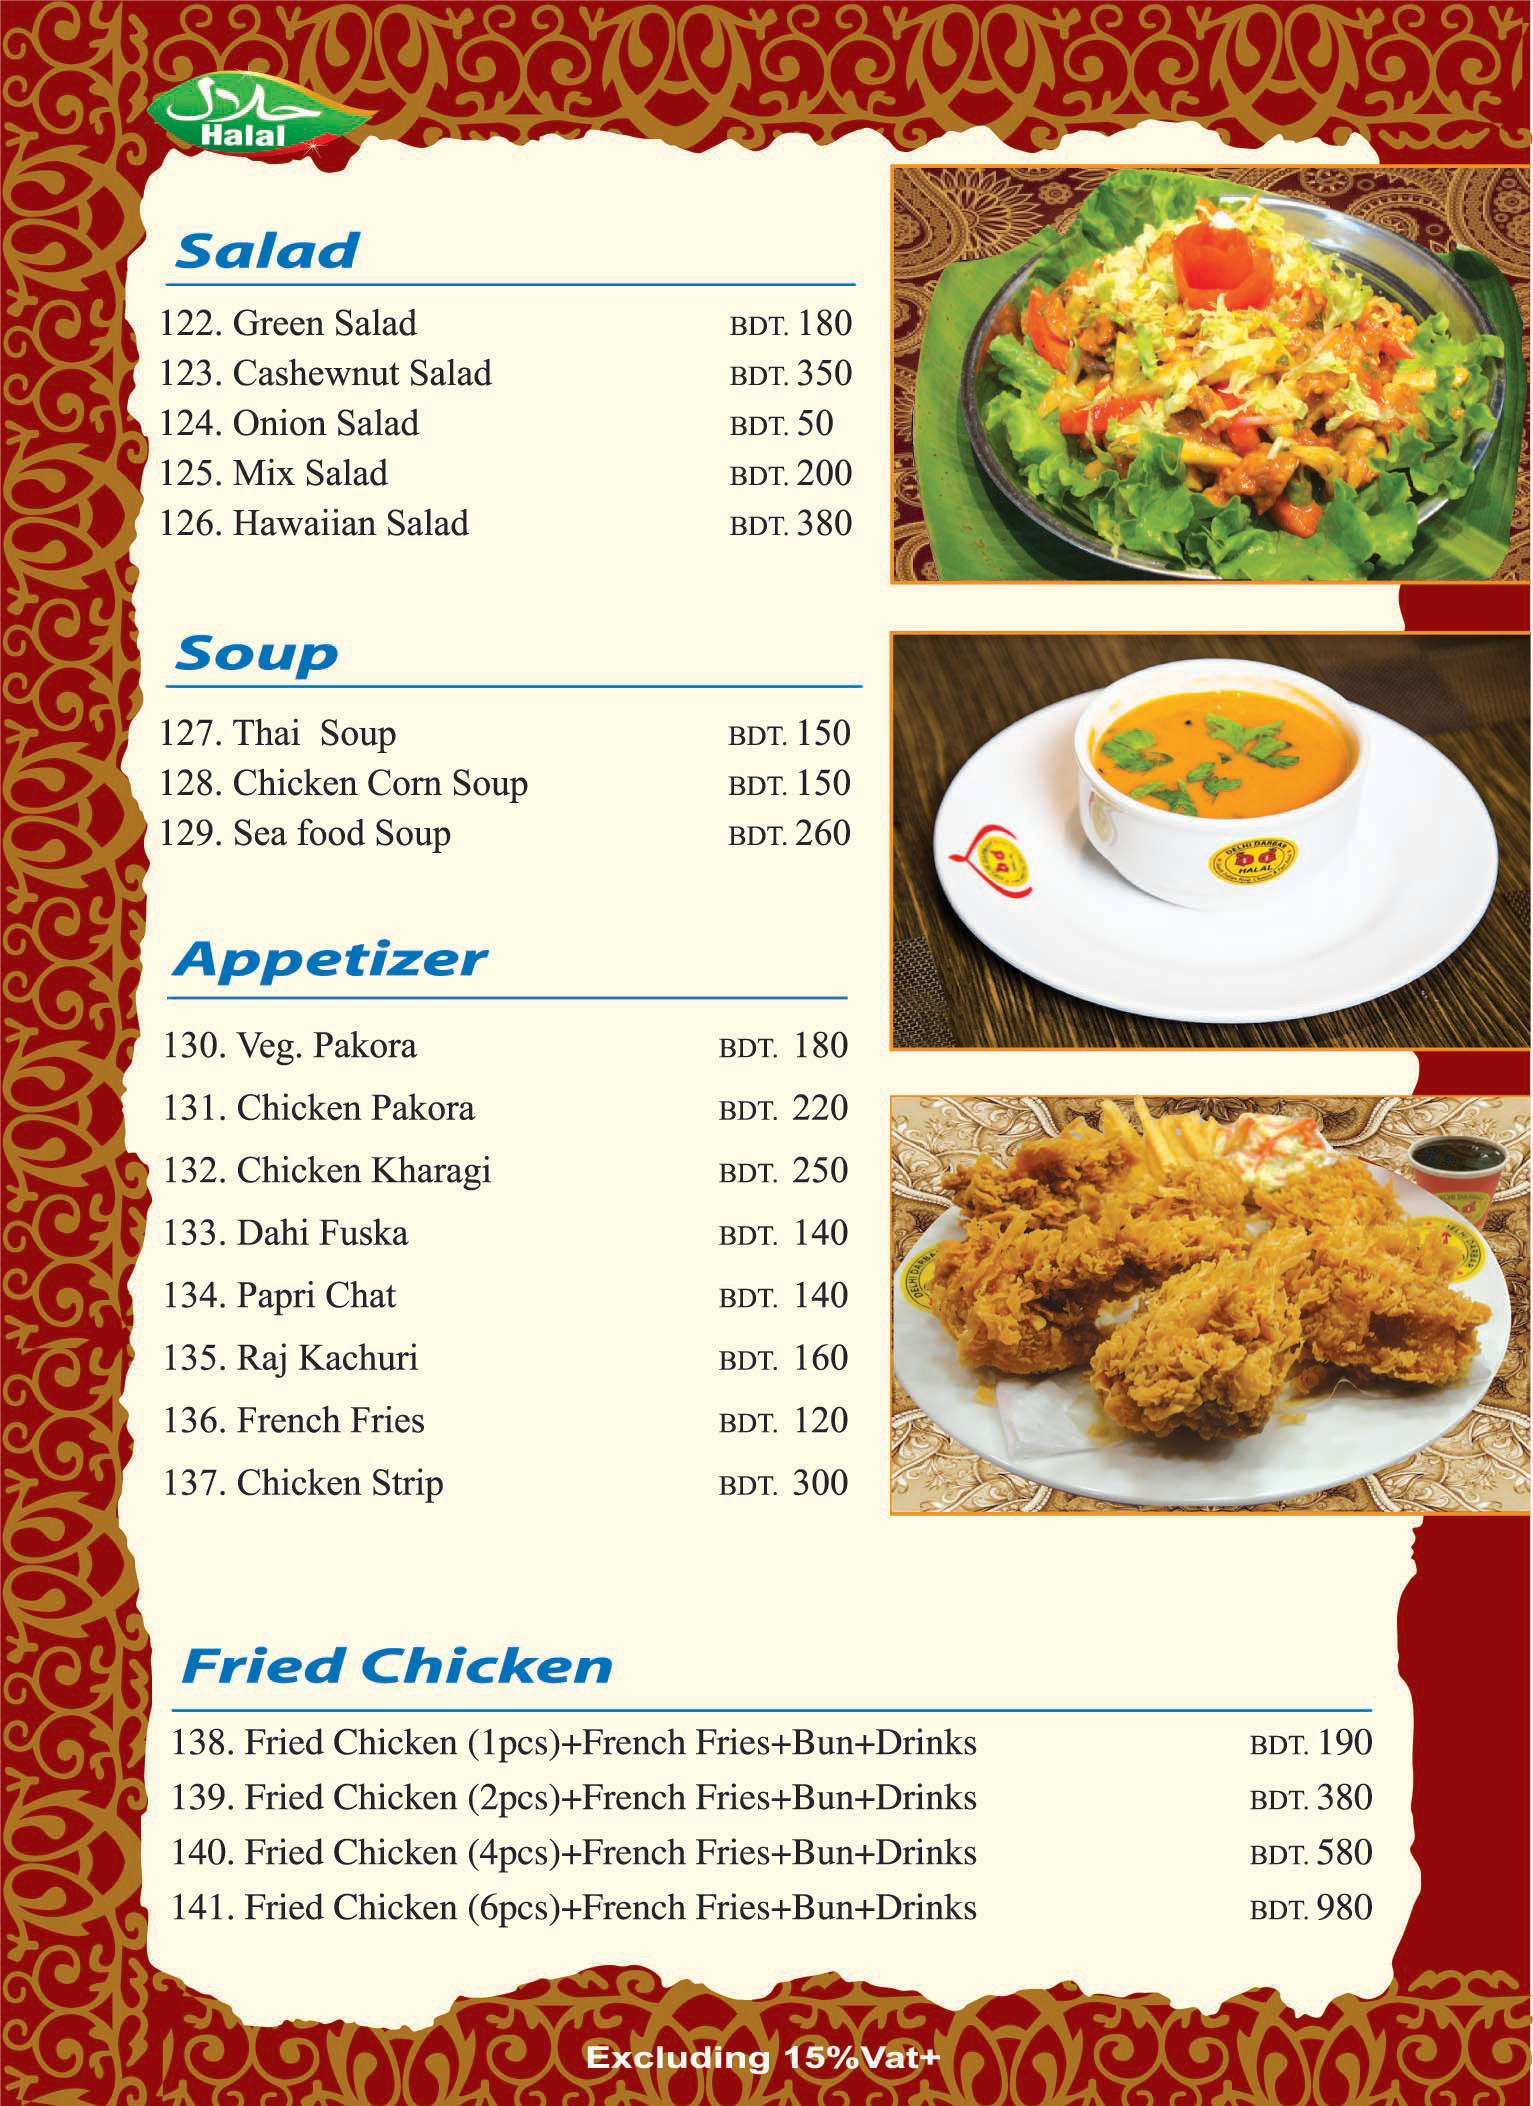 حلال
Halal
Salad
122. Green Salad BDT. 180
123. Cashewnut Salad BDT. 350
124. Onion Salad BDT. 50
125. Mix Salad BDT. 200
126. Hawaiian Salad BDT. 380
Soup
127. Thai Soup BDT. 150
128. Chicken Corn Soup BDT. 150
129. Sea food Soup BDT. 260
DELHI DARBAR
HALAL
Appetizer
130. Veg. Pakora BDT. 180
131. Chicken Pakora BDT. 220
132. Chicken Kharagi BDT. 250
133. Dahi Fuska BDT. 140
134. Papri Chat BDT. 140
135. Raj Kachuri BDT. 160
136. French Fries BDT. 120
137. Chicken Strip BDT. 300
Fried Chicken
138. Fried Chicken (1pcs)+French Fries+Bun+Drinks BDT. 190
139. Fried Chicken (2pcs)+French Fries+Bun+Drinks BDT. 380
140. Fried Chicken (4pcs)+French Fries+Bun+Drinks BDT. 580
141. Fried Chicken (6pcs)+French Fries+Bun+Drinks BDT. 980
Excluding 15%Vat+